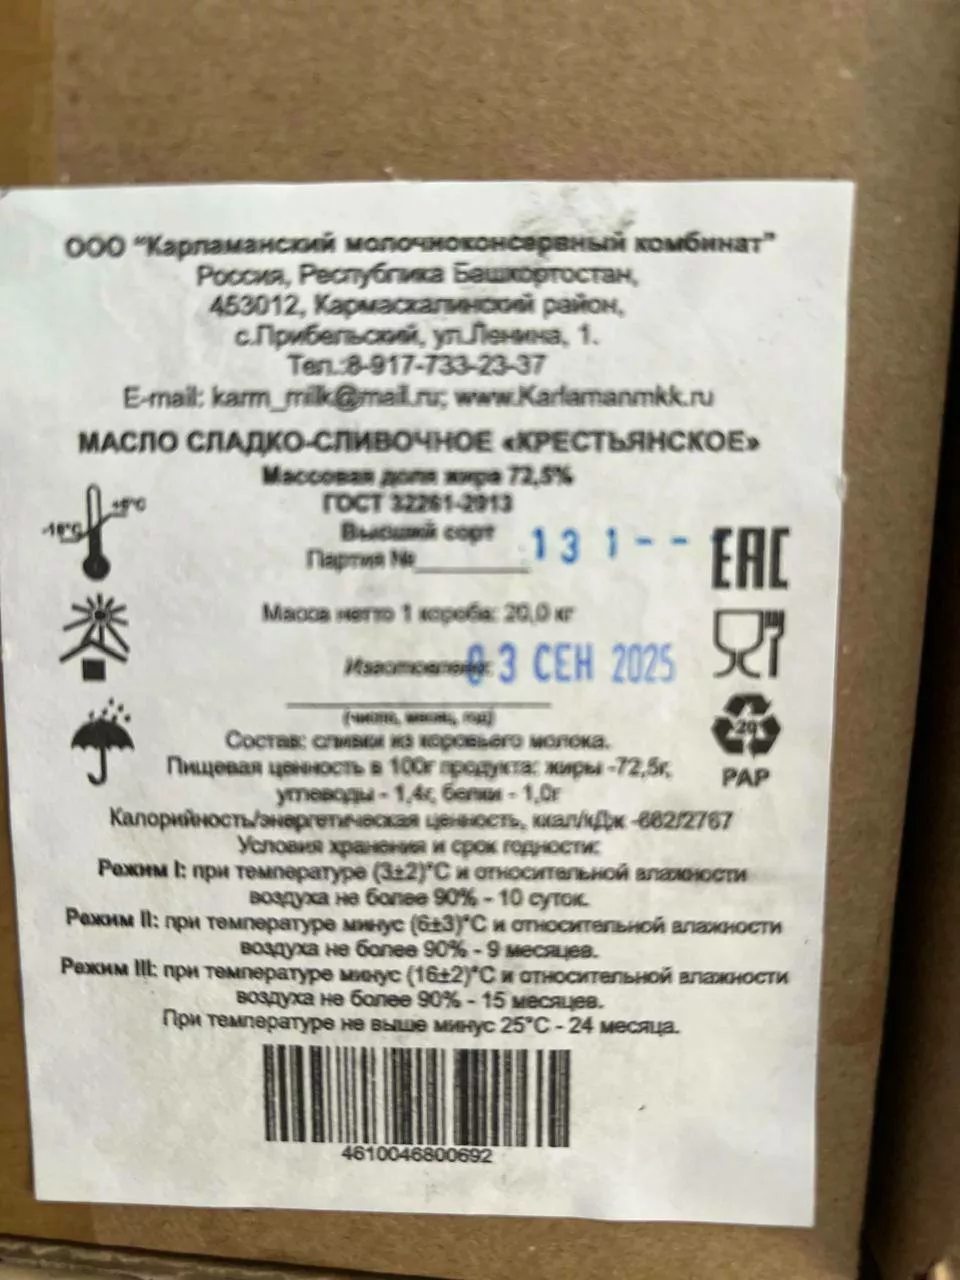 ООО "Карламанский молочноконсервный комбинат"
Россия, Республика Башкортостан,
453012, Кармаскалинский район,
с.Прибельский, ул.Ленина, 1.
Тел.:8-917-733-23-37
E-mail: karm_milk@mail.ru; www.Karlamanmkk.ru
МАСЛО СЛАДКО-СЛИВОЧНОЕ «КРЕСТЬЯНСКОЕ»
Массовая доля жира 72,5%
ГОСТ 32261-2013
Высший сорт
Партия № 131--
Масса нетто 1 короба: 20,0 кг
Изготовлено: 03 СЕН 2025
(число, месяц, год)
Состав: сливки из коровьего молока.
Пищевая ценность в 100г продукта: жиры -72,5г,
углеводы - 1,4г, белки - 1,0г
Калорийность/энергетическая ценность, ккал/кДж -662/2767
Условия хранения и срок годности:
Режим I: при температуре (3±2)°С и относительной влажности
воздуха не более 90% - 10 суток.
Режим II: при температуре минус (6±3)°С и относительной влажности
воздуха не более 90% - 9 месяцев.
Режим III: при температуре минус (16±2)°С и относительной влажности
воздуха не более 90% - 15 месяцев.
При температуре не выше минус 25°С - 24 месяца.
4610046800692
EAC
PAP